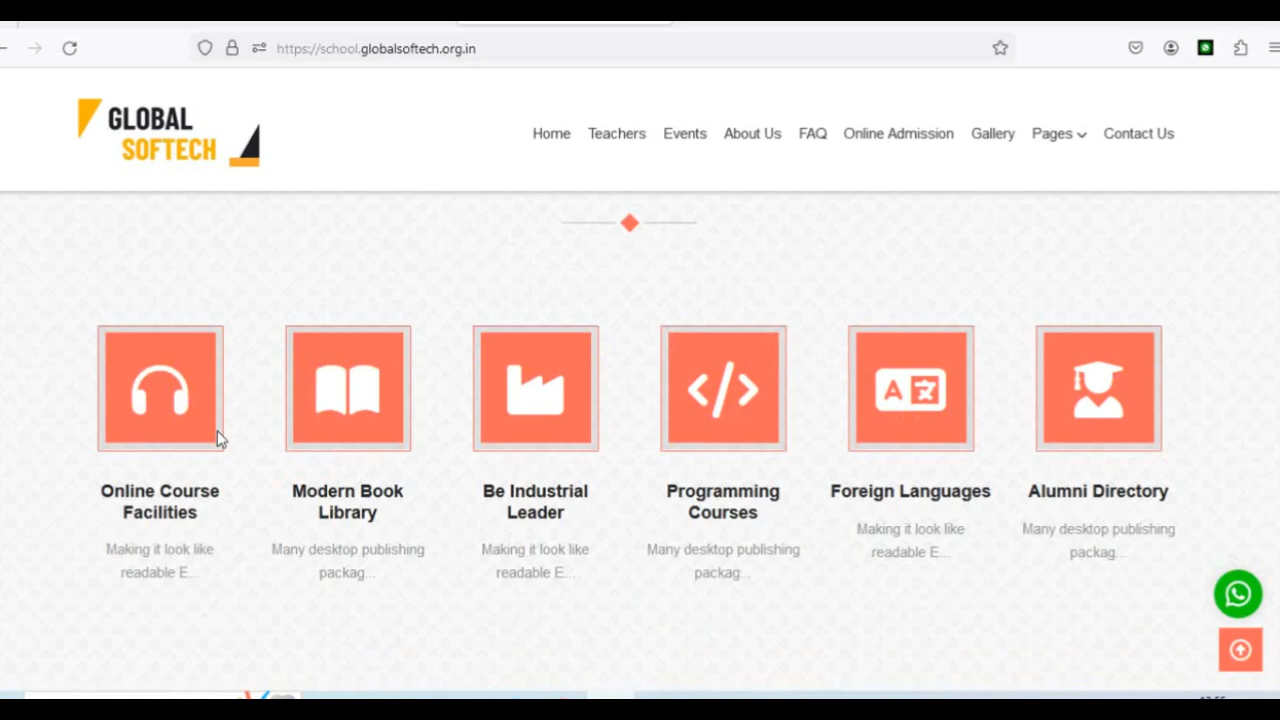 https://school.globalsoftech.org.in
GLOBAL
SOFTECH
Home Teachers Events About Us FAQ Online Admission Gallery Pages Contact Us
Online Course
Facilities
Making it look like
readable E...
Modern Book
Library
Many desktop publishing
packag...
Be Industrial
Leader
Making it look like
readable E...
Programming
Courses
Many desktop publishing
packag...
Foreign Languages
Making it look like
readable E...
Alumni Directory
Many desktop publishing
packag...